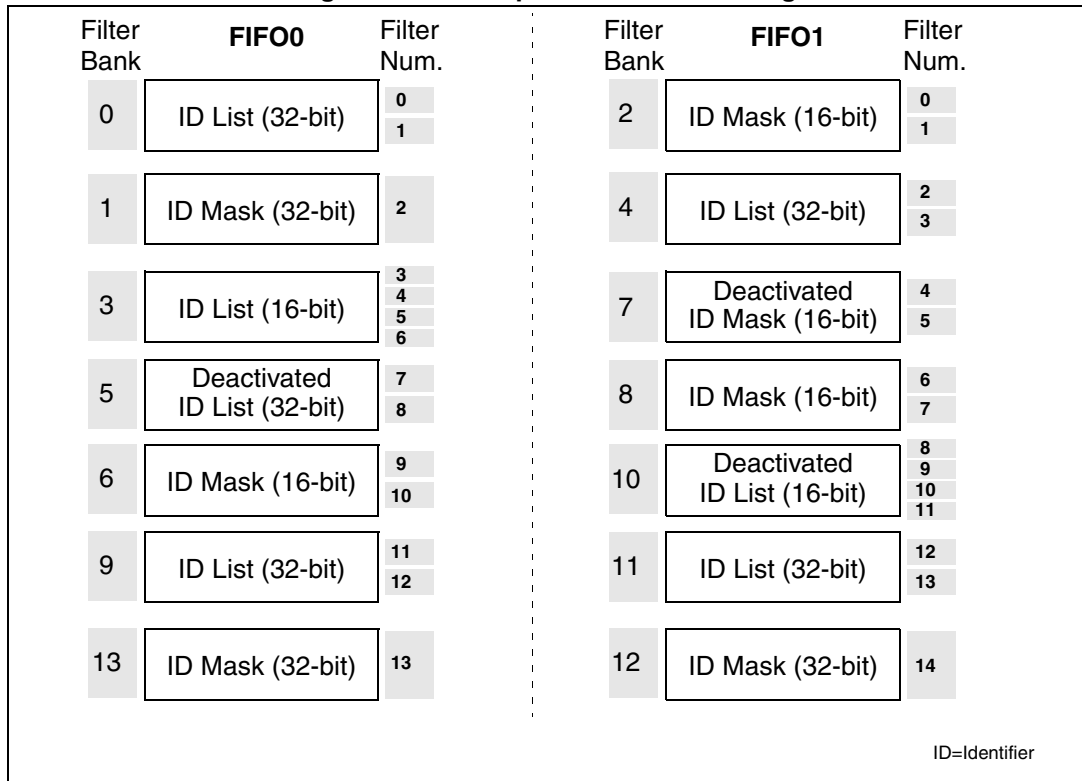 Filter Bank FIFO0 Filter Num.
0 ID List (32-bit) 0 1
1 ID Mask (32-bit) 2
3 ID List (16-bit) 3 4 5 6
5 Deactivated ID List (32-bit) 7 8
6 ID Mask (16-bit) 9 10
9 ID List (32-bit) 11 12
13 ID Mask (32-bit) 13
Filter Bank FIFO1 Filter Num.
2 ID Mask (16-bit) 0 1
4 ID List (32-bit) 2 3
7 Deactivated ID Mask (16-bit) 4 5
8 ID Mask (16-bit) 6 7
10 Deactivated ID List (16-bit) 8 9 10 11
11 ID List (32-bit) 12 13
12 ID Mask (32-bit) 14
ID=Identifier